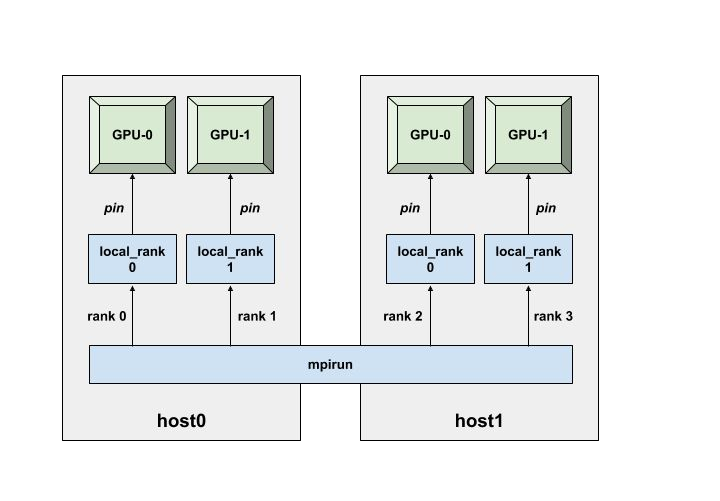 GPU-0
GPU-1
GPU-0
GPU-1
pin
pin
pin
pin
local_rank
0
local_rank
1
local_rank
0
local_rank
1
rank 0
rank 1
rank 2
rank 3
mpirun
host0
host1